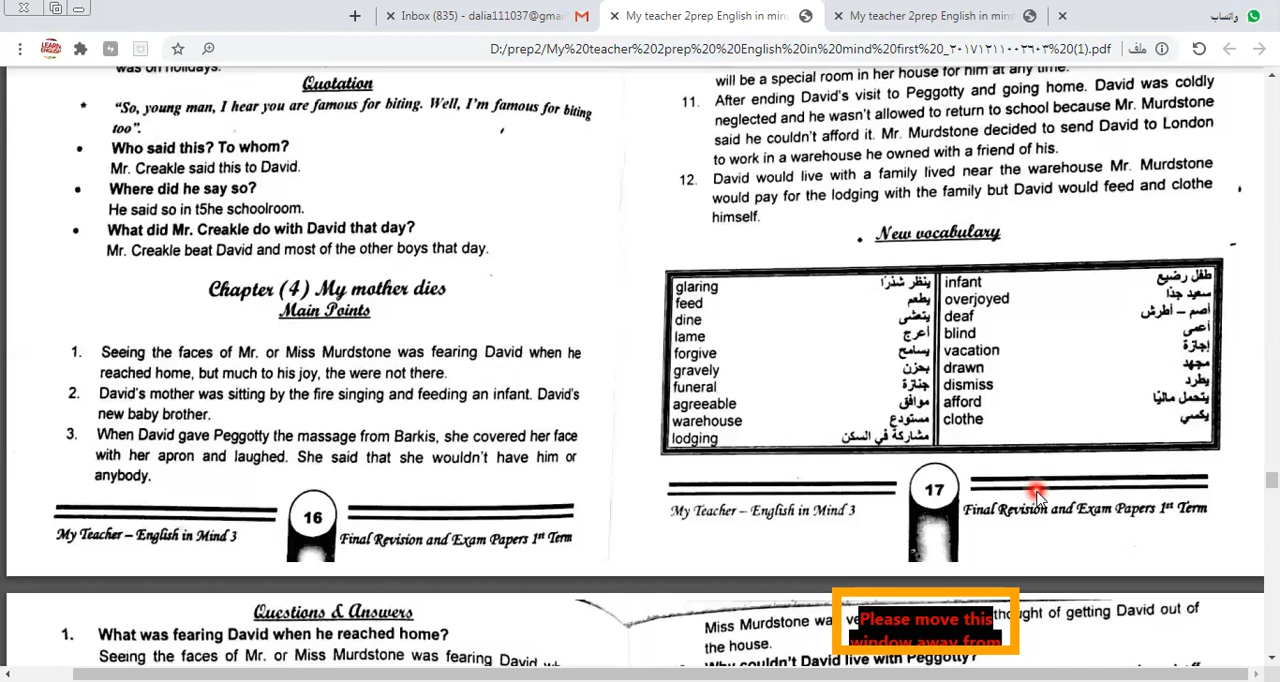 Inbox (835) - dalia111037@gmai
My teacher 2prep English in mind
My teacher 2prep English in mind
واتساب
D:/prep2/My%20teacher%202prep%20%20English%20in%20mind%20first%20_٢٠١٧١٢١١٠٠٢٦٠٣%20(1).pdf
ملف
was on holidays.
Quotation
* "So, young man, I hear you are famous for biting. Well, I'm famous for biting
too".
• Who said this? To whom?
Mr. Creakle said this to David.
• Where did he say so?
He said so in t5he schoolroom.
• What did Mr. Creakle do with David that day?
Mr. Creakle beat David and most of the other boys that day.
Chapter (4) My mother dies
Main Points
1. Seeing the faces of Mr. or Miss Murdstone was fearing David when he
reached home, but much to his joy, the were not there.
2. David's mother was sitting by the fire singing and feeding an infant. David's
new baby brother.
3. When David gave Peggotty the massage from Barkis, she covered her face
with her apron and laughed. She said that she wouldn't have him or
anybody.
16
My Teacher – English in Mind 3
Final Revision and Exam Papers 1st Term
will be a special room in her house for him at any time.
11. After ending David's visit to Peggotty and going home. David was coldly
neglected and he wasn't allowed to return to school because Mr. Murdstone
said he couldn't afford it. Mr. Murdstone decided to send David to London
to work in a warehouse he owned with a friend of his.
12. David would live with a family lived near the warehouse Mr. Murdstone
would pay for the lodging with the family but David would feed and clothe
himself.
• New vocabulary
glaring ينظر شذرًا infant طفل رضيع
feed يطعم overjoyed سعيد جدًا
dine يتعشى deaf أصم – أطرش
lame أعرج blind أعمى
forgive يسامح vacation إجازة
gravely بحزن drawn مجهد
funeral جنازة dismiss يطرد
agreeable موافق afford يتحمل ماليًا
warehouse مستودع clothe يكسي
lodging مشاركة في السكن
17
My Teacher – English in Mind 3
Final Revision and Exam Papers 1st Term
Questions & Answers
1. What was fearing David when he reached home?
Seeing the faces of Mr. or Miss Murdstone was fearing David
Miss Murdstone was thought of getting David out of
the house.
Why couldn't David live with Peggotty?
Please move this
window away from